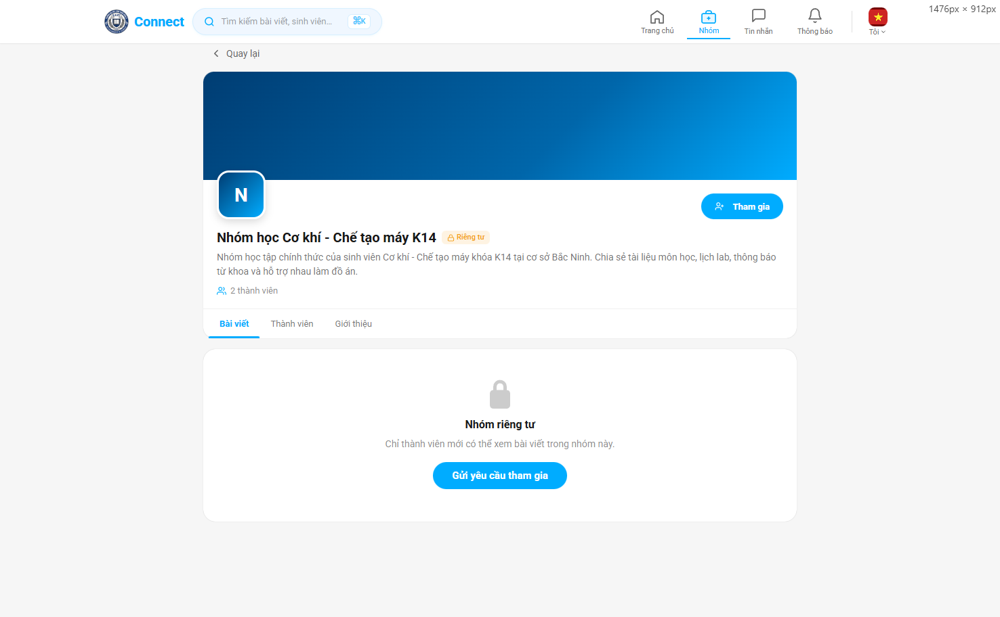 Connect
Tìm kiếm bài viết, sinh viên...
⌘K
Trang chủ
Nhóm
Tin nhắn
Thông báo
Tôi
1476px × 912px
Quay lại
N
Tham gia
Nhóm học Cơ khí - Chế tạo máy K14
Riêng tư
Nhóm học tập chính thức của sinh viên Cơ khí - Chế tạo máy khóa K14 tại cơ sở Bắc Ninh. Chia sẻ tài liệu môn học, lịch lab, thông báo
từ khoa và hỗ trợ nhau làm đồ án.
2 thành viên
Bài viết
Thành viên
Giới thiệu
Nhóm riêng tư
Chỉ thành viên mới có thể xem bài viết trong nhóm này.
Gửi yêu cầu tham gia